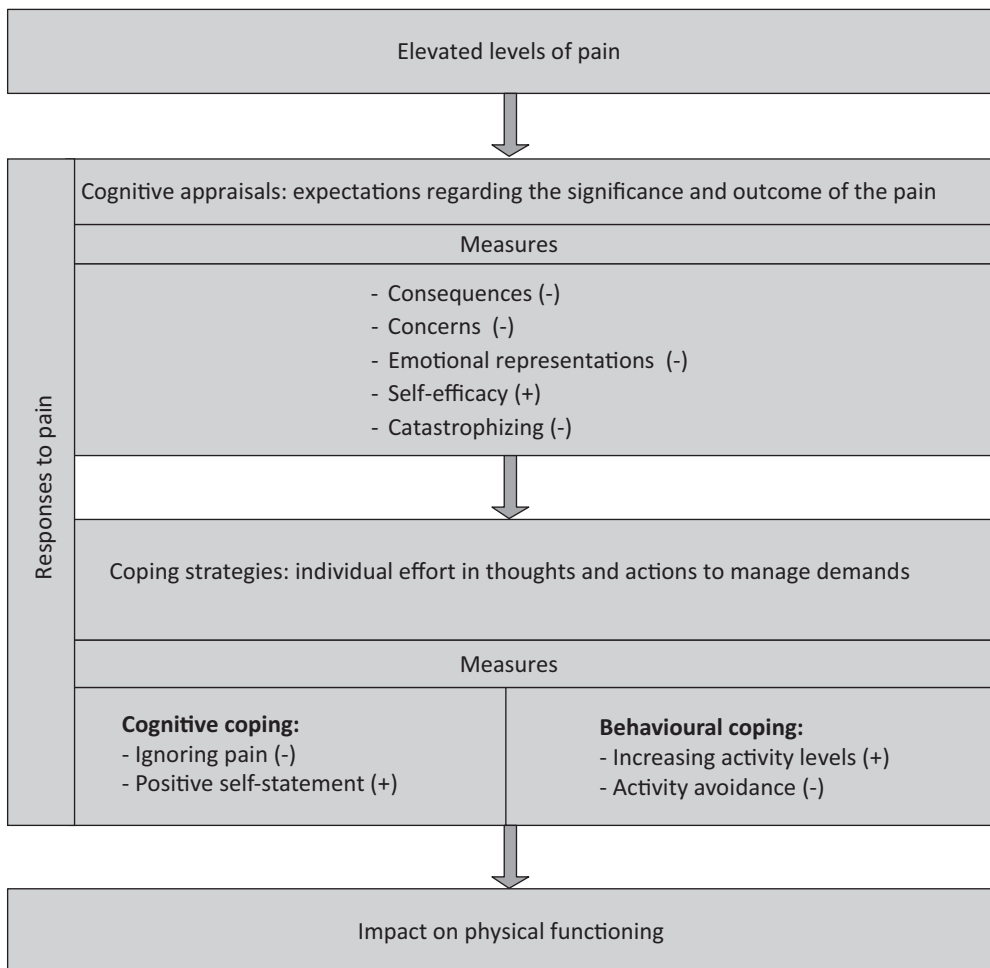 Elevated levels of pain
Responses to pain
Cognitive appraisals: expectations regarding the significance and outcome of the pain
Measures
- Consequences (-)
- Concerns (-)
- Emotional representations (-)
- Self-efficacy (+)
- Catastrophizing (-)
Coping strategies: individual effort in thoughts and actions to manage demands
Measures
Cognitive coping:
- Ignoring pain (-)
- Positive self-statement (+)
Behavioural coping:
- Increasing activity levels (+)
- Activity avoidance (-)
Impact on physical functioning